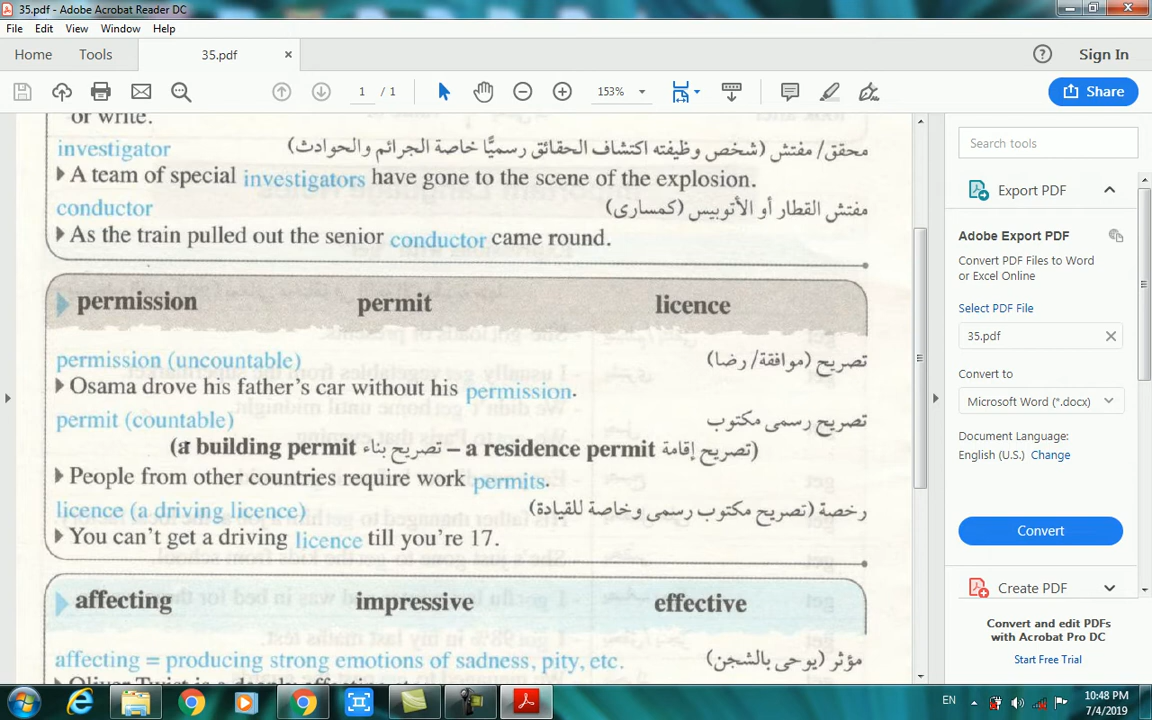 35.pdf - Adobe Acrobat Reader DC
File Edit View Window Help
Home Tools 35.pdf × ? Sign In
1 / 1 153% Share
or write.
investigator محقق/ مفتش (شخص وظيفته اكتشاف الحقائق رسميًّا خاصة الجرائم والحوادث)
A team of special investigators have gone to the scene of the explosion.
conductor مفتش القطار أو الأتوبيس (كمسارى)
As the train pulled out the senior conductor came round.
permission permit licence
permission (uncountable) تصريح (موافقة/ رضا)
Osama drove his father's car without his permission.
permit (countable) تصريح رسمى مكتوب
(a building permit تصريح بناء – a residence permit تصريح إقامة)
People from other countries require work permits.
licence (a driving licence) رخصة (تصريح مكتوب رسمى وخاصة للقيادة)
You can't get a driving licence till you're 17.
affecting impressive effective
affecting = producing strong emotions of sadness, pity, etc. مؤثر (يوحى بالشجن)
Search tools
Export PDF
Adobe Export PDF
Convert PDF Files to Word
or Excel Online
Select PDF File
35.pdf ×
Convert to
Microsoft Word (*.docx)
Document Language:
English (U.S.) Change
Convert
Create PDF
Convert and edit PDFs
with Acrobat Pro DC
Start Free Trial
EN 10:48 PM
7/4/2019